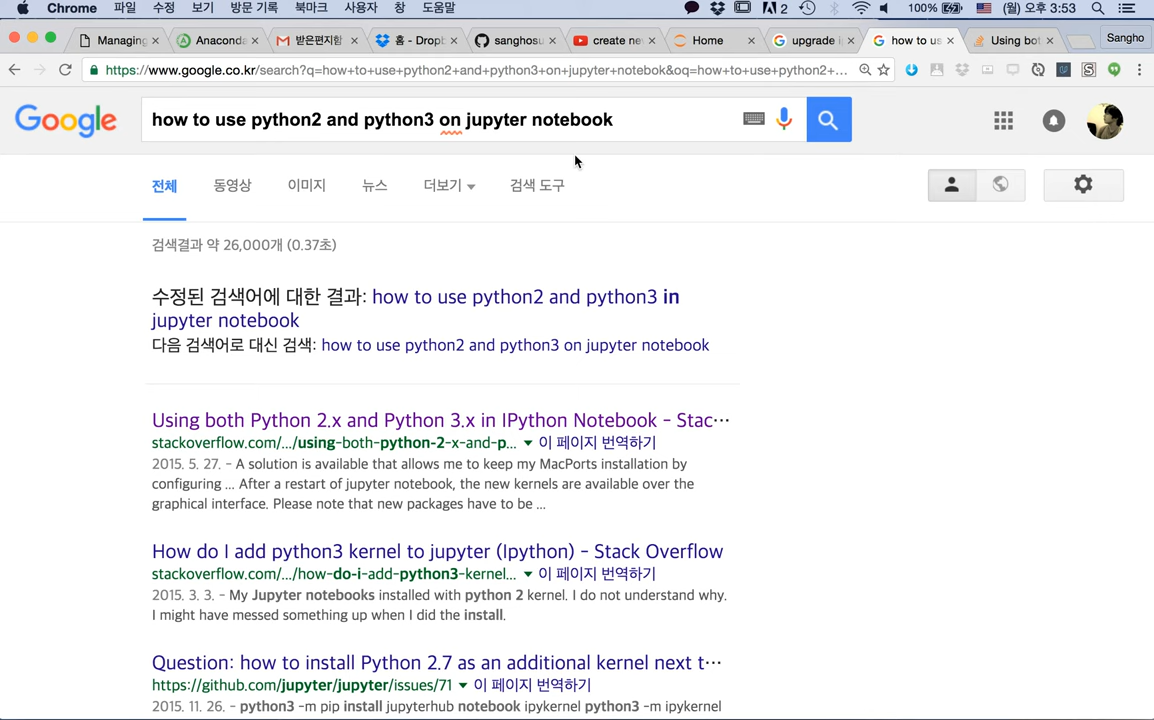 Chrome 파일 수정 보기 방문 기록 북마크 사용자 창 도움말 2 100% (월) 오후 3:53
Managing Anaconda 받은편지함 홈 - Dropb sanghosu create ne Home upgrade i how to us Using bot Sangho
https://www.google.co.kr/search?q=how+to+use+python2+and+python3+on+jupyter+notebok&oq=how+to+use+python2+...
Google how to use python2 and python3 on jupyter notebook
전체 동영상 이미지 뉴스 더보기 검색 도구
검색결과 약 26,000개 (0.37초)
수정된 검색어에 대한 결과: how to use python2 and python3 in
jupyter notebook
다음 검색어로 대신 검색: how to use python2 and python3 on jupyter notebook
Using both Python 2.x and Python 3.x in IPython Notebook - Stac...
stackoverflow.com/.../using-both-python-2-x-and-p... 이 페이지 번역하기
2015. 5. 27. - A solution is available that allows me to keep my MacPorts installation by
configuring ... After a restart of jupyter notebook, the new kernels are available over the
graphical interface. Please note that new packages have to be ...
How do I add python3 kernel to jupyter (Ipython) - Stack Overflow
stackoverflow.com/.../how-do-i-add-python3-kernel... 이 페이지 번역하기
2015. 3. 3. - My Jupyter notebooks installed with python 2 kernel. I do not understand why.
I might have messed something up when I did the install.
Question: how to install Python 2.7 as an additional kernel next t...
https://github.com/jupyter/jupyter/issues/71 이 페이지 번역하기
2015. 11. 26. - python3 -m pip install jupyterhub notebook ipykernel python3 -m ipykernel